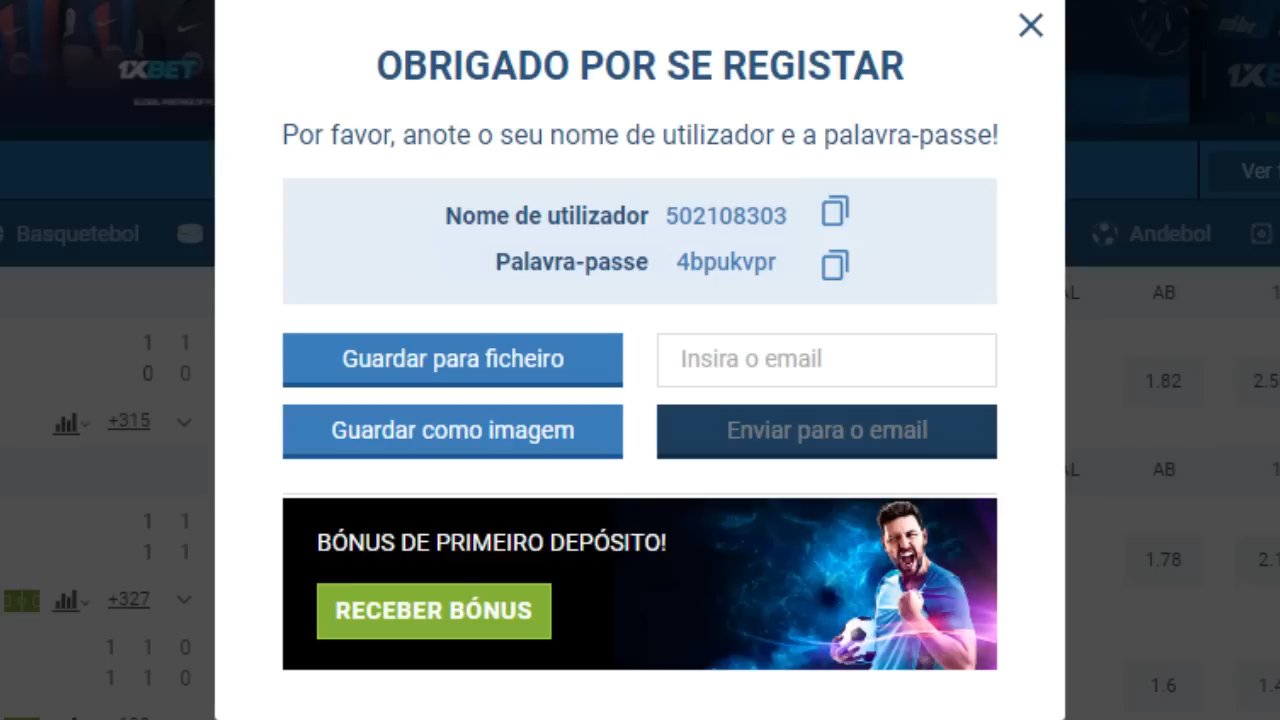 1XBET
OBRIGADO POR SE REGISTAR
Por favor, anote o seu nome de utilizador e a palavra-passe!
Ver
Nome de utilizador 502108303
Basquetebol
Andebol
Palavra-passe 4bpukvpr
AB
1 1
Guardar para ficheiro
Insira o email
0 0
1.82
+315
Guardar como imagem
Enviar para o email
AB
1 1
BÓNUS DE PRIMEIRO DEPÓSITO!
1 1
1.78
+327
RECEBER BÓNUS
1 1 0
1 1 0
1.6